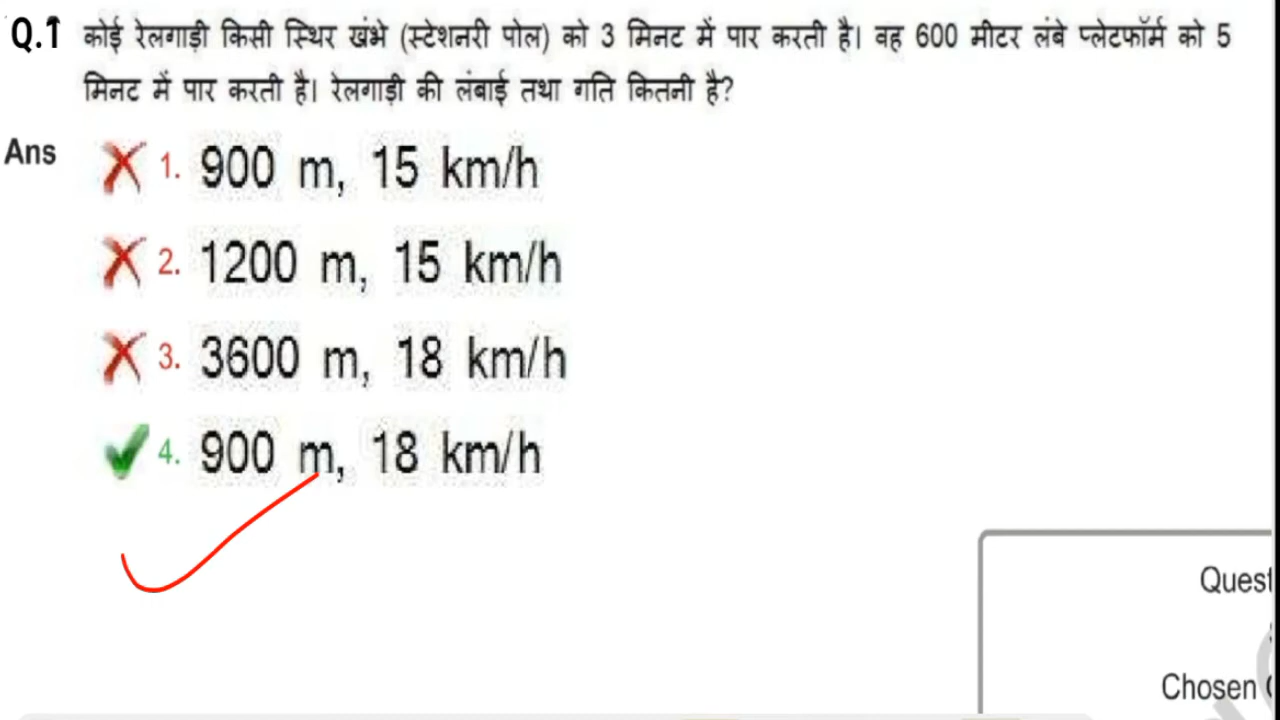 Q.1 कोई रेलगाड़ी किसी स्थिर खंभे (स्टेशनरी पोल) को 3 मिनट में पार करती है। वह 600 मीटर लंबे प्लेटफॉर्म को 5
मिनट में पार करती है। रेलगाड़ी की लंबाई तथा गति कितनी है?
Ans 1. 900 m, 15 km/h
2. 1200 m, 15 km/h
3. 3600 m, 18 km/h
4. 900 m, 18 km/h
Quest
Chosen